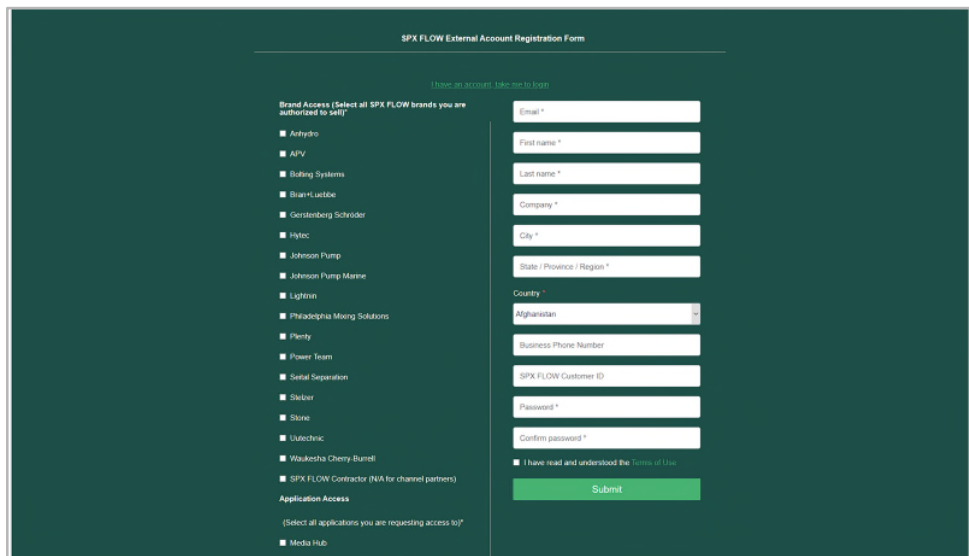 SPX FLOW External Account Registration Form
I have an account, take me to login
Brand Access (Select all SPX FLOW brands you are
authorized to sell)*
Anhydro
APV
Bolting Systems
Bran+Luebbe
Gerstenberg Schröder
Hytec
Johnson Pump
Johnson Pump Marine
Lightnin
Philadelphia Mixing Solutions
Plenty
Power Team
Seital Separation
Stelzer
Stone
Uutechnic
Waukesha Cherry-Burrell
SPX FLOW Contractor (N/A for channel partners)
Application Access
(Select all applications you are requesting access to)*
Media Hub
Email *
First name *
Last name *
Company *
City *
State / Province / Region *
Country *
Afghanistan
Business Phone Number
SPX FLOW Customer ID
Password *
Confirm password *
I have read and understood the Terms of Use
Submit